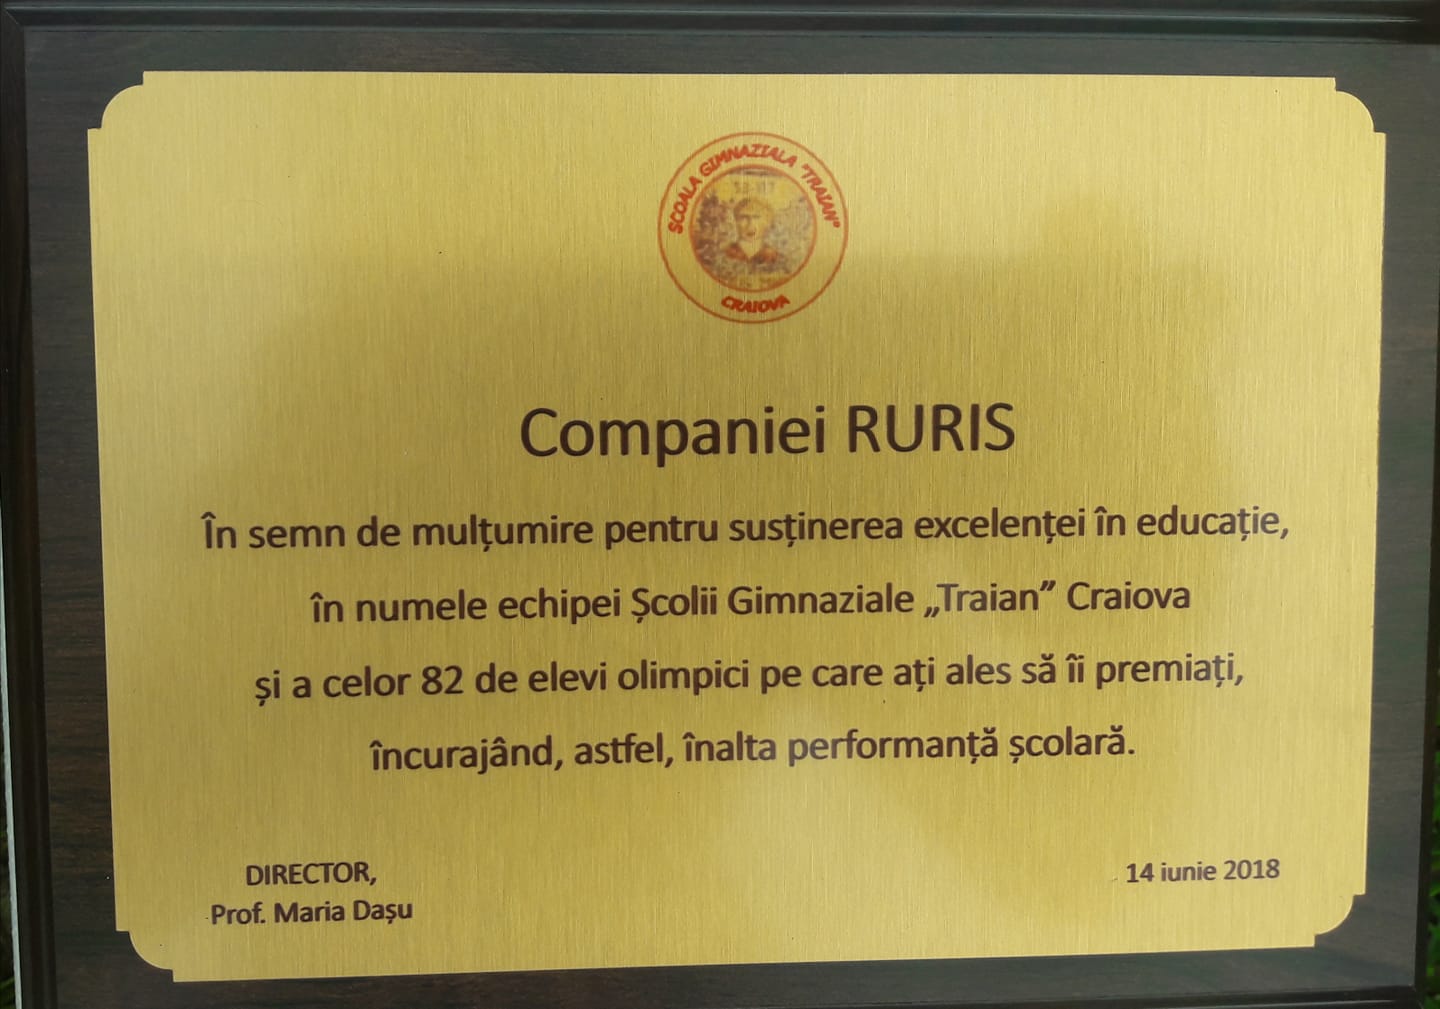 ȘCOALA GIMNAZIALA "TRAIAN"
CRAIOVA
Companiei RURIS
În semn de mulțumire pentru susținerea excelenței în educație,
în numele echipei Școlii Gimnaziale „Traian” Craiova
și a celor 82 de elevi olimpici pe care ați ales să îi premiați,
încurajând, astfel, înalta performanță școlară.
DIRECTOR,
Prof. Maria Dașu
14 iunie 2018